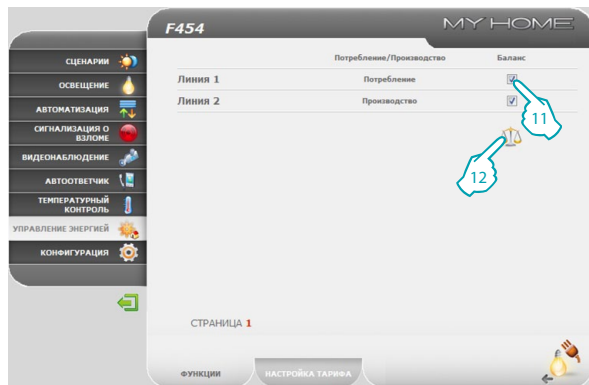 F454
MY HOME
Потребление/Производство Баланс
Линия 1 Потребление
Линия 2 Производство
11
12
СЦЕНАРИИ
ОСВЕЩЕНИЕ
АВТОМАТИЗАЦИЯ
СИГНАЛИЗАЦИЯ О
ВЗЛОМЕ
ВИДЕОНАБЛЮДЕНИЕ
АВТООТВЕТЧИК
ТЕМПЕРАТУРНЫЙ
КОНТРОЛЬ
УПРАВЛЕНИЕ ЭНЕРГИЕЙ
КОНФИГУРАЦИЯ
СТРАНИЦА 1
ФУНКЦИИ
НАСТРОЙКА ТАРИФА